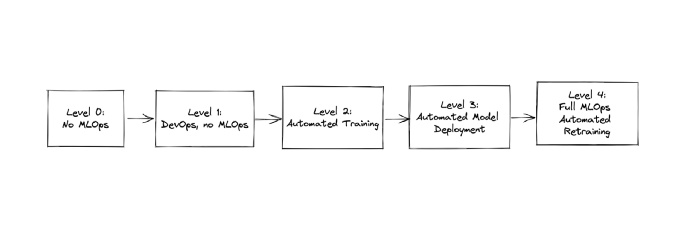 Level 0:
No MLOps
Level 1:
DevOps, no MLOps
Level 2:
Automated Training
Level 3:
Automated Model
Deployment
Level 4:
Full MLOps
Automated
Retraining